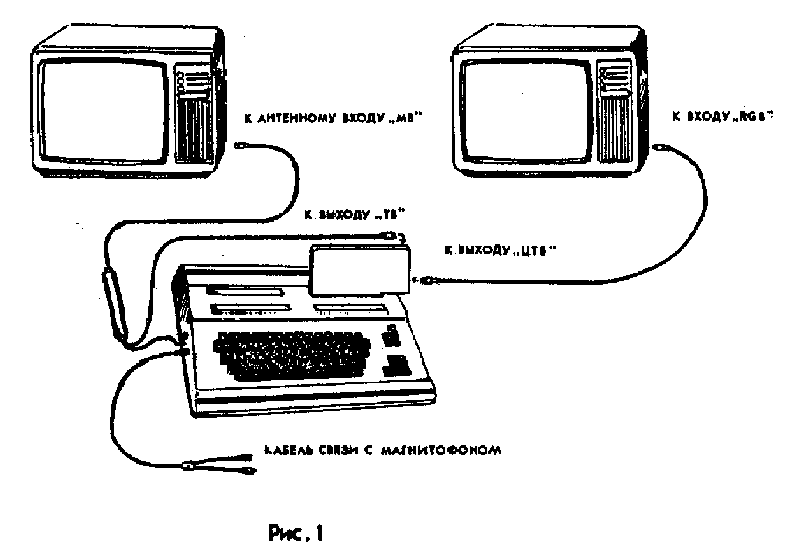 К АНТЕННОМУ ВХОДУ „МВ”
К ВХОДУ „RGB”
К ВЫХОДУ „ТВ”
К ВЫХОДУ „ЦТВ”
КАБЕЛЬ СВЯЗИ С МАГНИТОФОНОМ
Рис. 1